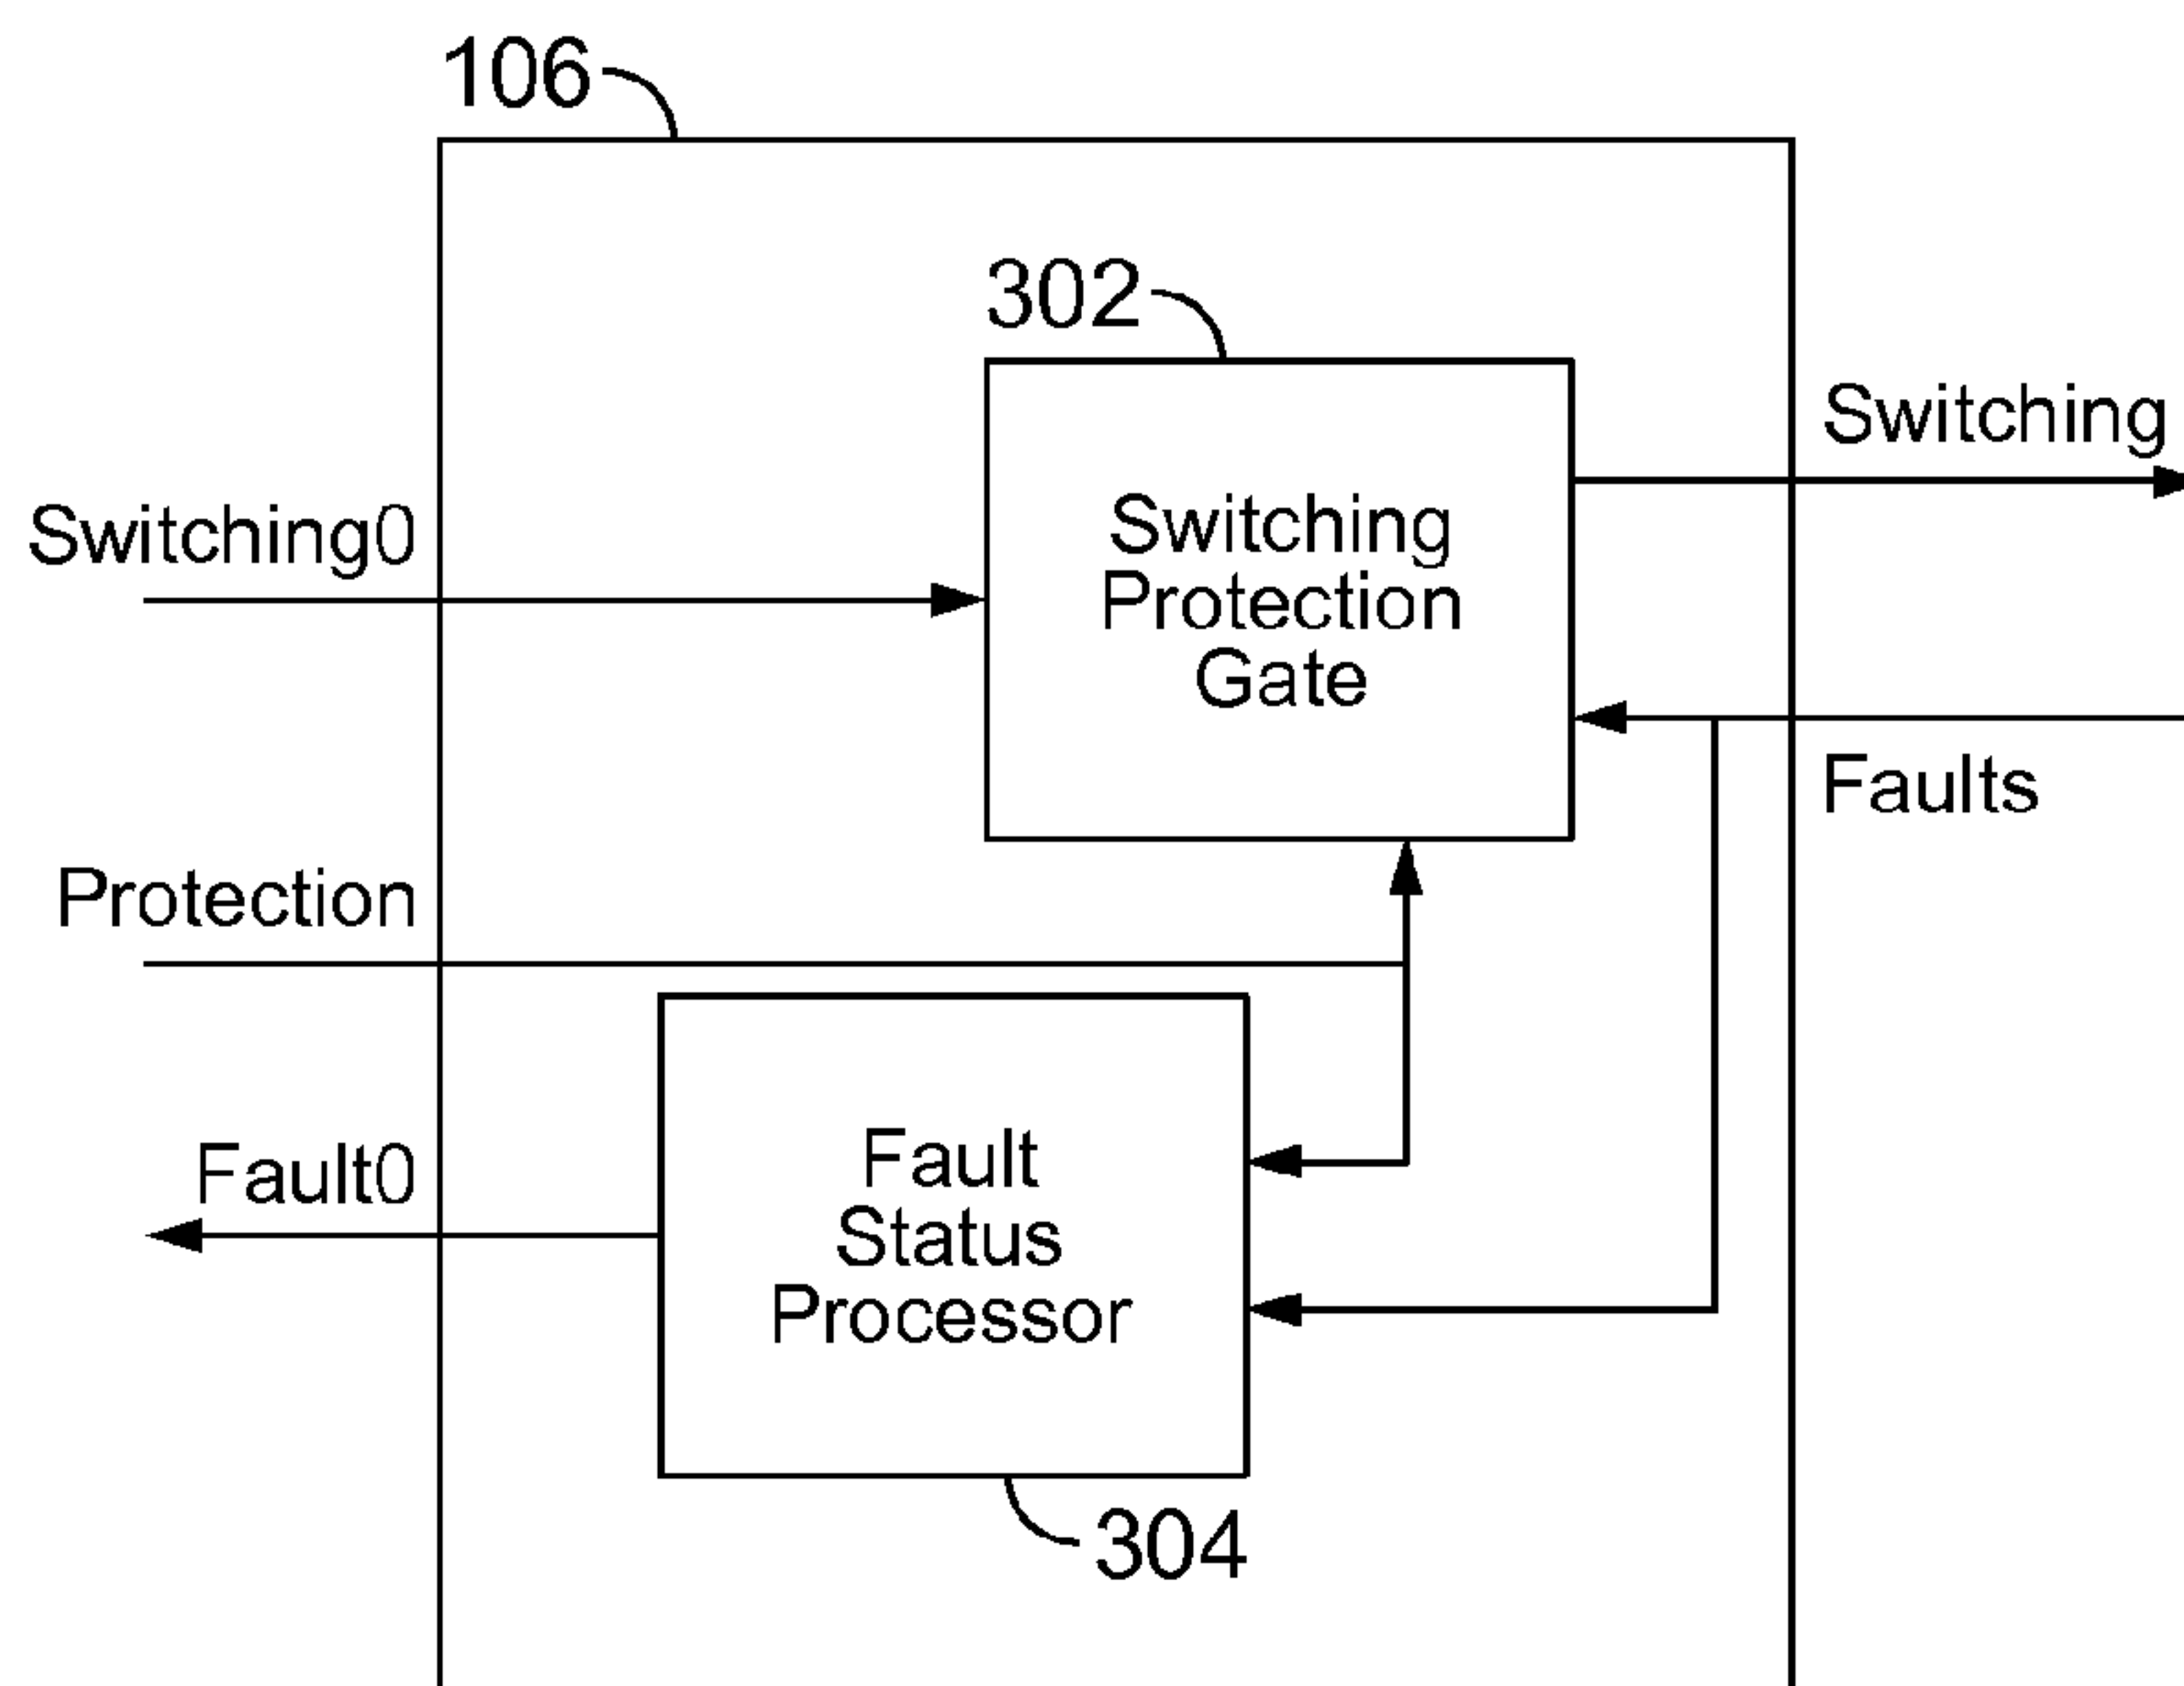 106
302
Switching
Switching0
Switching
Protection
Gate
Faults
Protection
Fault0
Fault
Status
Processor
304